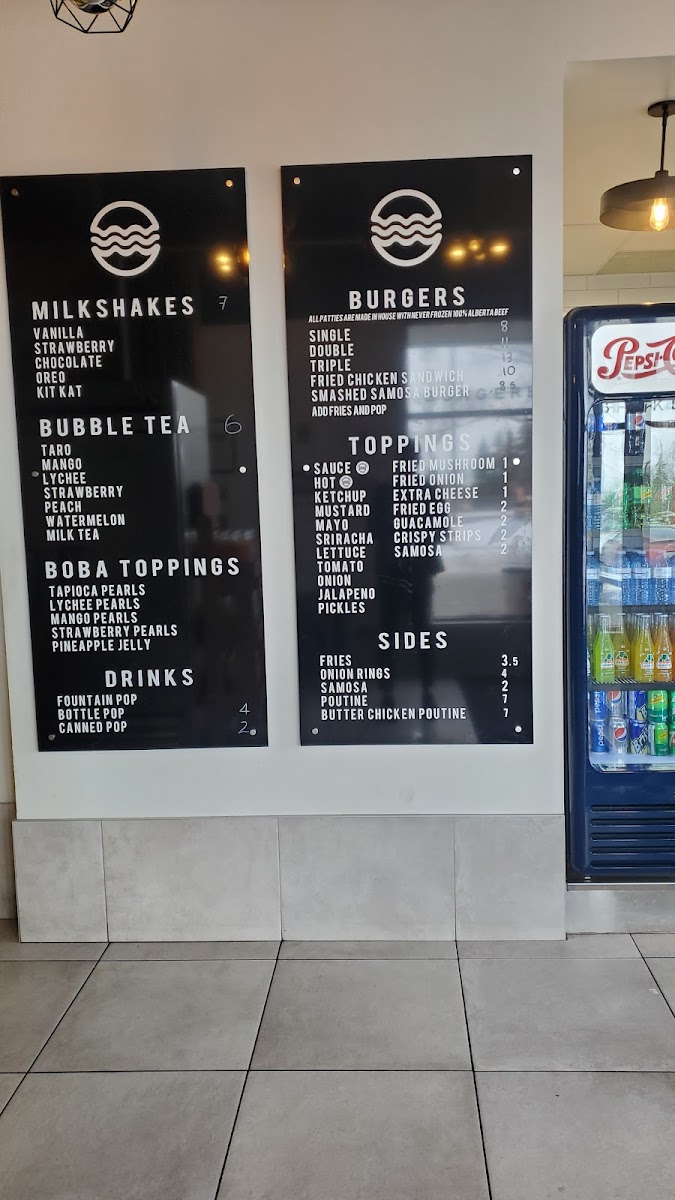 MILKSHAKES 7
VANILLA
STRAWBERRY
CHOCOLATE
OREO
KIT KAT
BUBBLE TEA 6
TARO
MANGO
LYCHEE
STRAWBERRY
PEACH
WATERMELON
MILK TEA
BOBA TOPPINGS
TAPIOCA PEARLS
LYCHEE PEARLS
MANGO PEARLS
STRAWBERRY PEARLS
PINEAPPLE JELLY
DRINKS
FOUNTAIN POP
BOTTLE POP 4
CANNED POP 2
BURGERS
ALL PATTIES ARE MADE IN HOUSE WITH NEVER FROZEN 100% ALBERTA BEEF
SINGLE 8
DOUBLE 11
TRIPLE 13
FRIED CHICKEN SANDWICH 10
SMASHED SAMOSA BURGER 8.5
ADD FRIES AND POP
TOPPINGS
SAUCE
HOT
KETCHUP
MUSTARD
MAYO
SRIRACHA
LETTUCE
TOMATO
ONION
JALAPENO
PICKLES
FRIED MUSHROOM 1
FRIED ONION 1
EXTRA CHEESE 1
FRIED EGG 2
GUACAMOLE 2
CRISPY STRIPS 2
SAMOSA 2
SIDES
FRIES 3.5
ONION RINGS 4
SAMOSA 2
POUTINE 7
BUTTER CHICKEN POUTINE 7
pepsi